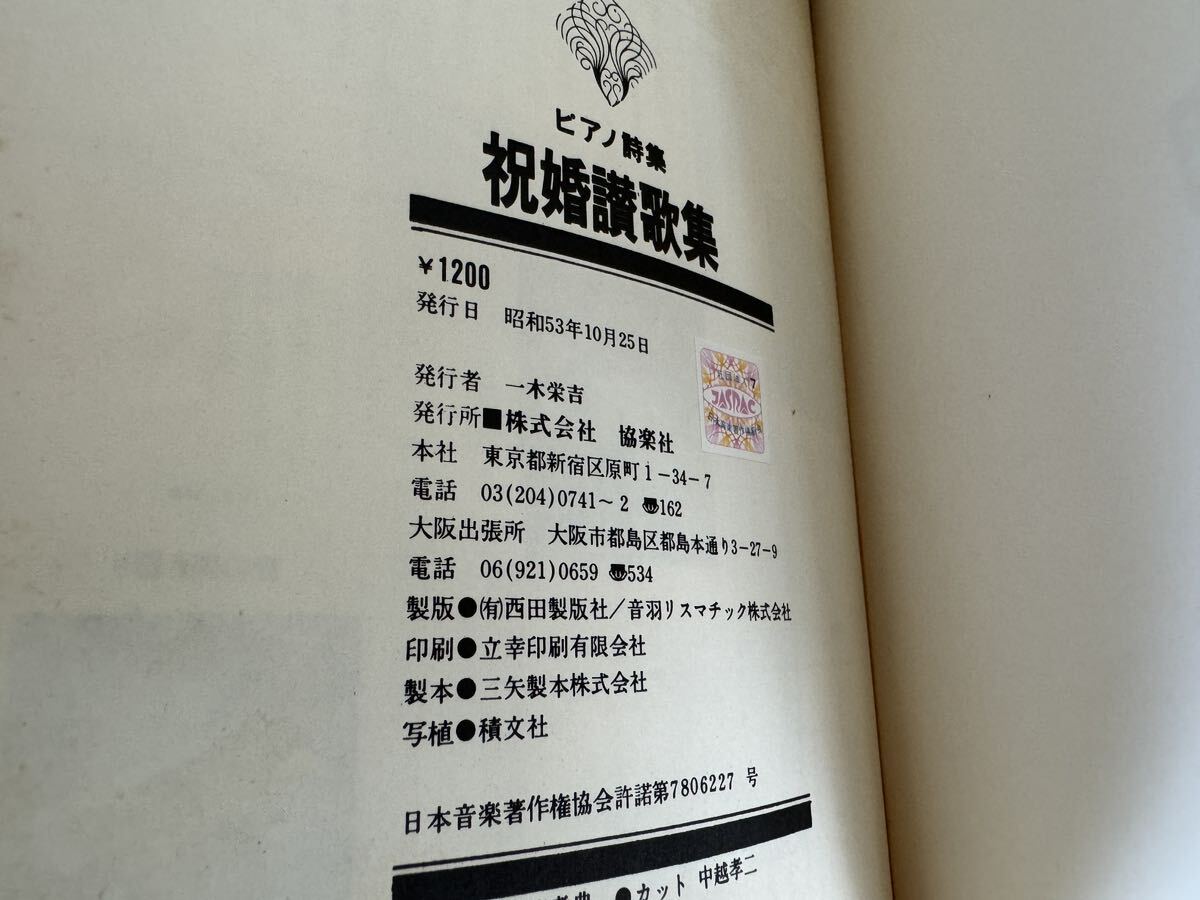 ピアノ詩集
祝婚讃歌集
¥1200
発行日 昭和53年10月25日
発行者 一木栄吉
発行所■株式会社 協楽社
JASRAC
本社 東京都新宿区原町1-34-7
電話 03(204)0741～2 〠162
大阪出張所 大阪市都島区都島本通り3-27-9
電話 06(921)0659 〠534
製版●(有)西田製版社/音羽リスマチック株式会社
印刷●立幸印刷有限会社
製本●三矢製本株式会社
写植●積文社
日本音楽著作権協会許諾第7806227 号
●カット 中越孝二